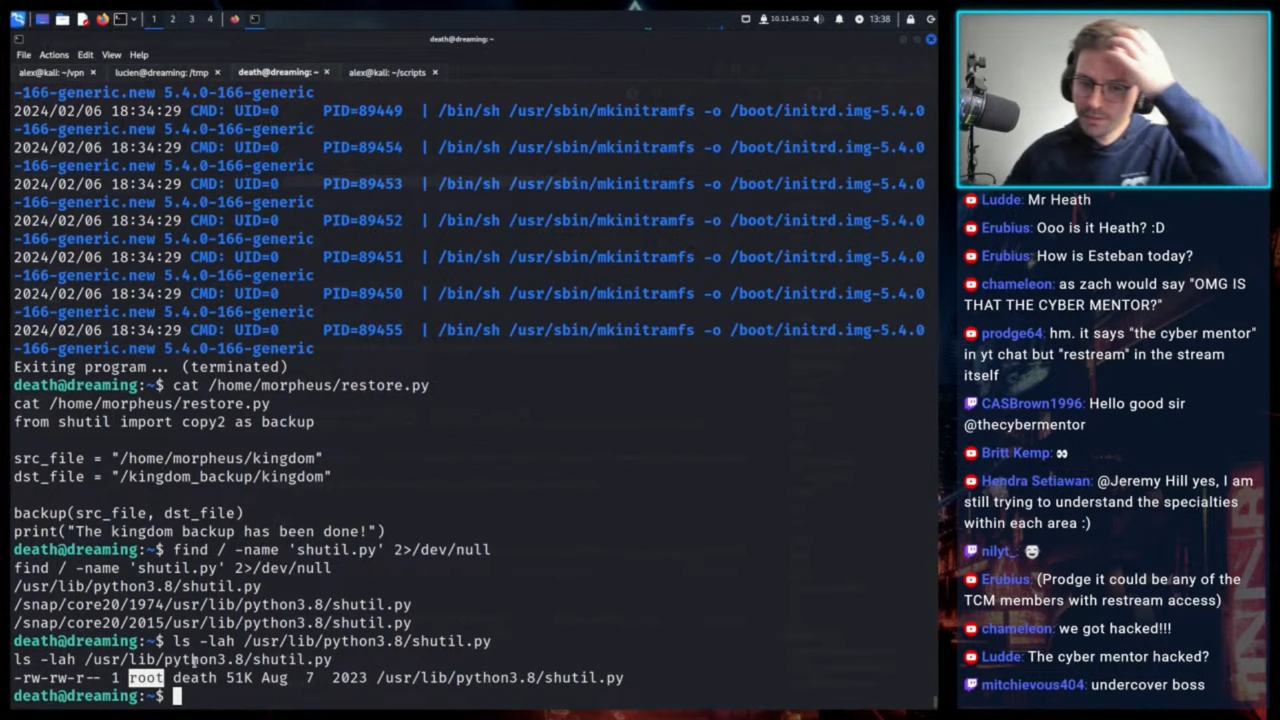 1 2 3 4
10.11.45.32 13:38
death@dreaming: ~
File Actions Edit View Help
alex@kali: ~/vpn × lucien@dreaming: /tmp × death@dreaming: ~ × alex@kali: ~/scripts ×
-166-generic.new 5.4.0-166-generic
2024/02/06 18:34:29 CMD: UID=0 PID=89449 | /bin/sh /usr/sbin/mkinitramfs -o /boot/initrd.img-5.4.0
-166-generic.new 5.4.0-166-generic
2024/02/06 18:34:29 CMD: UID=0 PID=89454 | /bin/sh /usr/sbin/mkinitramfs -o /boot/initrd.img-5.4.0
-166-generic.new 5.4.0-166-generic
2024/02/06 18:34:29 CMD: UID=0 PID=89453 | /bin/sh /usr/sbin/mkinitramfs -o /boot/initrd.img-5.4.0
-166-generic.new 5.4.0-166-generic
2024/02/06 18:34:29 CMD: UID=0 PID=89452 | /bin/sh /usr/sbin/mkinitramfs -o /boot/initrd.img-5.4.0
-166-generic.new 5.4.0-166-generic
2024/02/06 18:34:29 CMD: UID=0 PID=89451 | /bin/sh /usr/sbin/mkinitramfs -o /boot/initrd.img-5.4.0
-166-generic.new 5.4.0-166-generic
2024/02/06 18:34:29 CMD: UID=0 PID=89450 | /bin/sh /usr/sbin/mkinitramfs -o /boot/initrd.img-5.4.0
-166-generic.new 5.4.0-166-generic
2024/02/06 18:34:29 CMD: UID=0 PID=89455 | /bin/sh /usr/sbin/mkinitramfs -o /boot/initrd.img-5.4.0
-166-generic.new 5.4.0-166-generic
Exiting program... (terminated)
death@dreaming:~$ cat /home/morpheus/restore.py
cat /home/morpheus/restore.py
from shutil import copy2 as backup
src_file = "/home/morpheus/kingdom"
dst_file = "/kingdom_backup/kingdom"
backup(src_file, dst_file)
print("The kingdom backup has been done!")
death@dreaming:~$ find / -name 'shutil.py' 2>/dev/null
find / -name 'shutil.py' 2>/dev/null
/usr/lib/python3.8/shutil.py
/snap/core20/1974/usr/lib/python3.8/shutil.py
/snap/core20/2015/usr/lib/python3.8/shutil.py
death@dreaming:~$ ls -lah /usr/lib/python3.8/shutil.py
ls -lah /usr/lib/python3.8/shutil.py
-rw-rw-r-- 1 root death 51K Aug 7 2023 /usr/lib/python3.8/shutil.py
death@dreaming:~$
Ludde: Mr Heath
Erubius: Ooo is it Heath? :D
Erubius: How is Esteban today?
chameleon: as zach would say "OMG IS
THAT THE CYBER MENTOR?"
prodge64: hm. it says "the cyber mentor"
in yt chat but "restream" in the stream
itself
CASBrown1996: Hello good sir
@thecybermentor
Britt Kemp: 👀
Hendra Setiawan: @Jeremy Hill yes, I am
still trying to understand the specialties
within each area :)
nilyt_:
Erubius: (Prodge it could be any of the
TCM members with restream access)
chameleon: we got hacked!!!
Ludde: The cyber mentor hacked?
mitchievous404: undercover boss